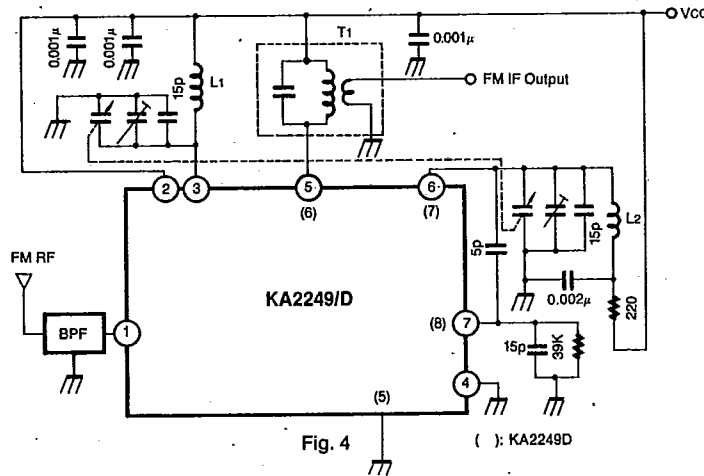 Vcc
0.001μ
0.001μ
15p
L1
T1
0.001μ
FM IF Output
2
3
5
(6)
6
(7)
FM RF
BPF
1
KA2249/D
5p
15p
L2
0.002μ
220
(8)
7
15p
39K
4
(5)
Fig. 4
( ): KA2249D